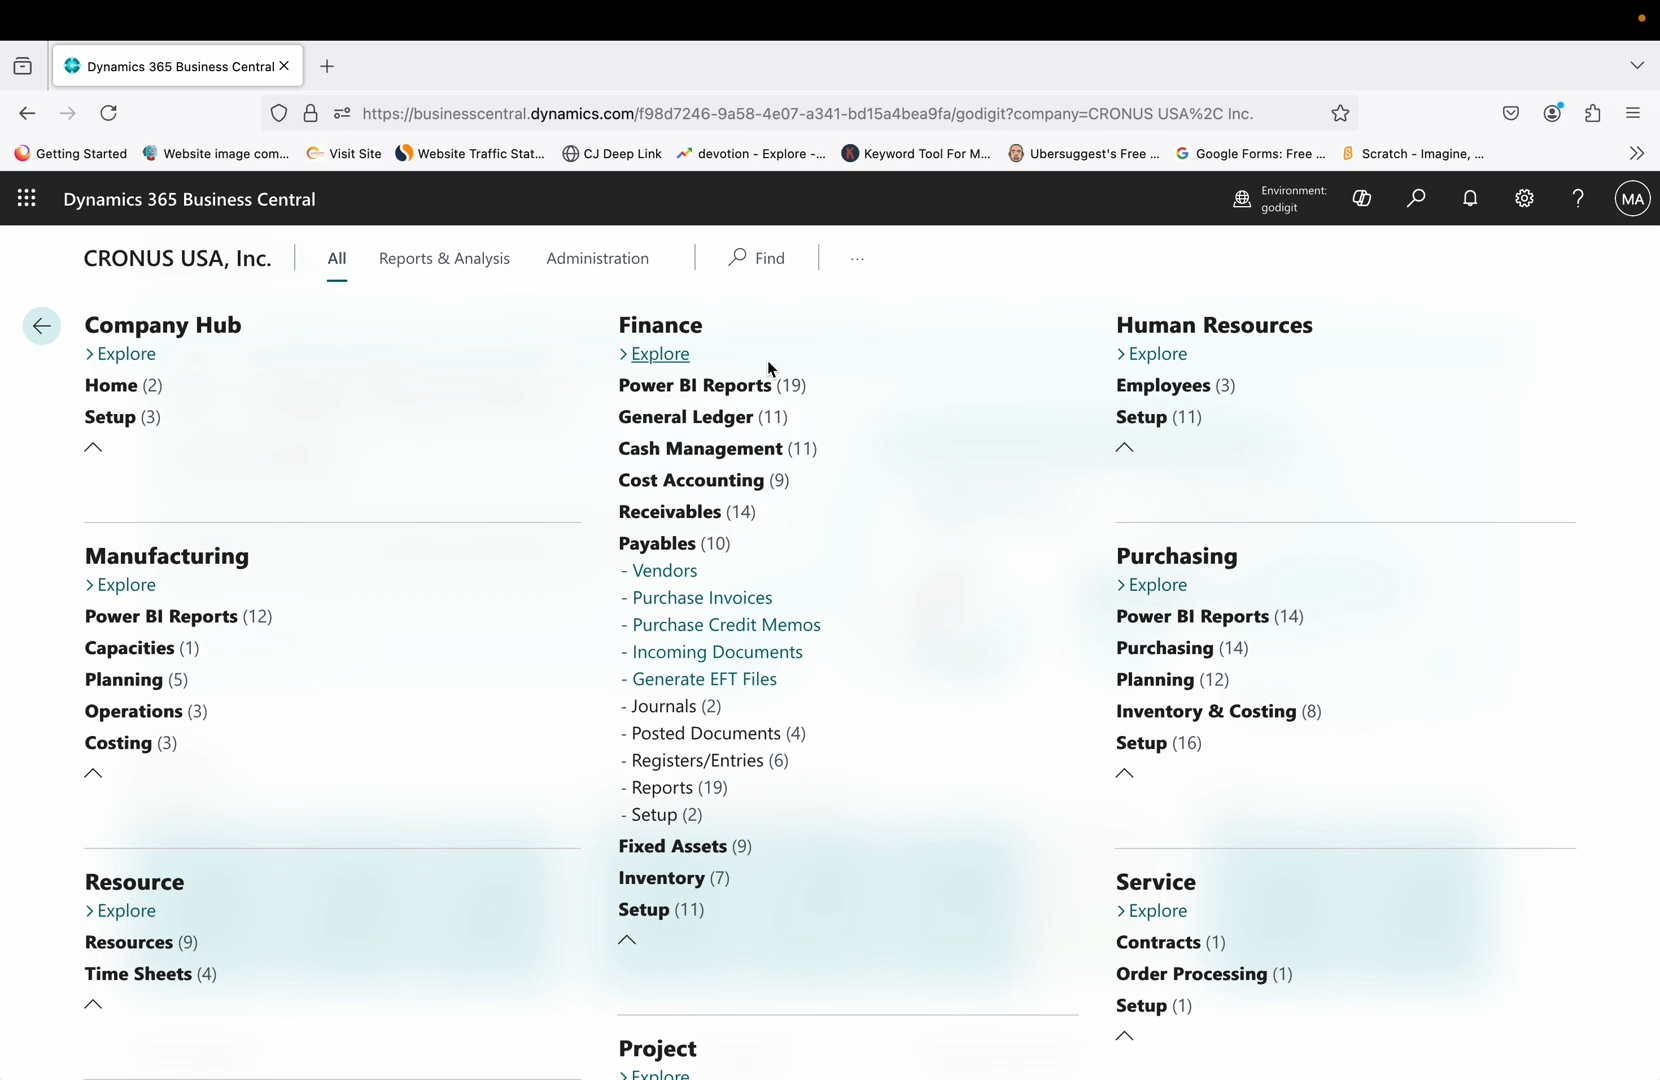 Dynamics 365 Business Central
https://businesscentral.dynamics.com/f98d7246-9a58-4e07-a341-bd15a4bea9fa/godigit?company=CRONUS USA%2C Inc.
Getting Started
Website image com...
Visit Site
Website Traffic Stat...
CJ Deep Link
devotion - Explore -...
Keyword Tool For M...
Ubersuggest's Free ...
Google Forms: Free ...
Scratch - Imagine, ...
Dynamics 365 Business Central
Environment:
godigit
MA
CRONUS USA, Inc.
All
Reports & Analysis
Administration
Find
Company Hub
> Explore
Home (2)
Setup (3)
Manufacturing
> Explore
Power BI Reports (12)
Capacities (1)
Planning (5)
Operations (3)
Costing (3)
Resource
> Explore
Resources (9)
Time Sheets (4)
Finance
> Explore
Power BI Reports (19)
General Ledger (11)
Cash Management (11)
Cost Accounting (9)
Receivables (14)
Payables (10)
- Vendors
- Purchase Invoices
- Purchase Credit Memos
- Incoming Documents
- Generate EFT Files
- Journals (2)
- Posted Documents (4)
- Registers/Entries (6)
- Reports (19)
- Setup (2)
Fixed Assets (9)
Inventory (7)
Setup (11)
Project
> Explore
Human Resources
> Explore
Employees (3)
Setup (11)
Purchasing
> Explore
Power BI Reports (14)
Purchasing (14)
Planning (12)
Inventory & Costing (8)
Setup (16)
Service
> Explore
Contracts (1)
Order Processing (1)
Setup (1)